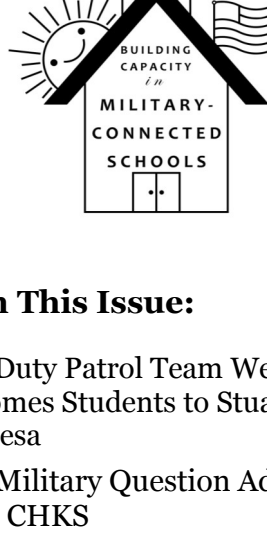 BUILDING
CAPACITY
in
MILITARY-
CONNECTED
SCHOOLS
This Issue:
Duty Patrol Team We
omes Students to Stua
esa
Military Question Ad
CHKS